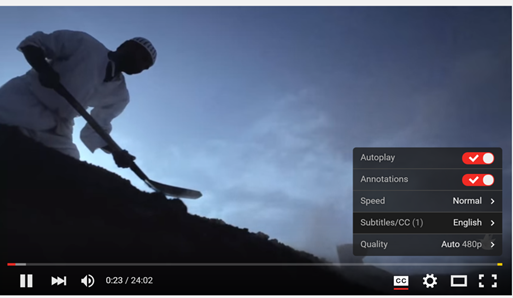 Autoplay
Annotations
Speed Normal
Subtitles/CC (1) English
Quality Auto 480p
0:23 / 24:02 CC